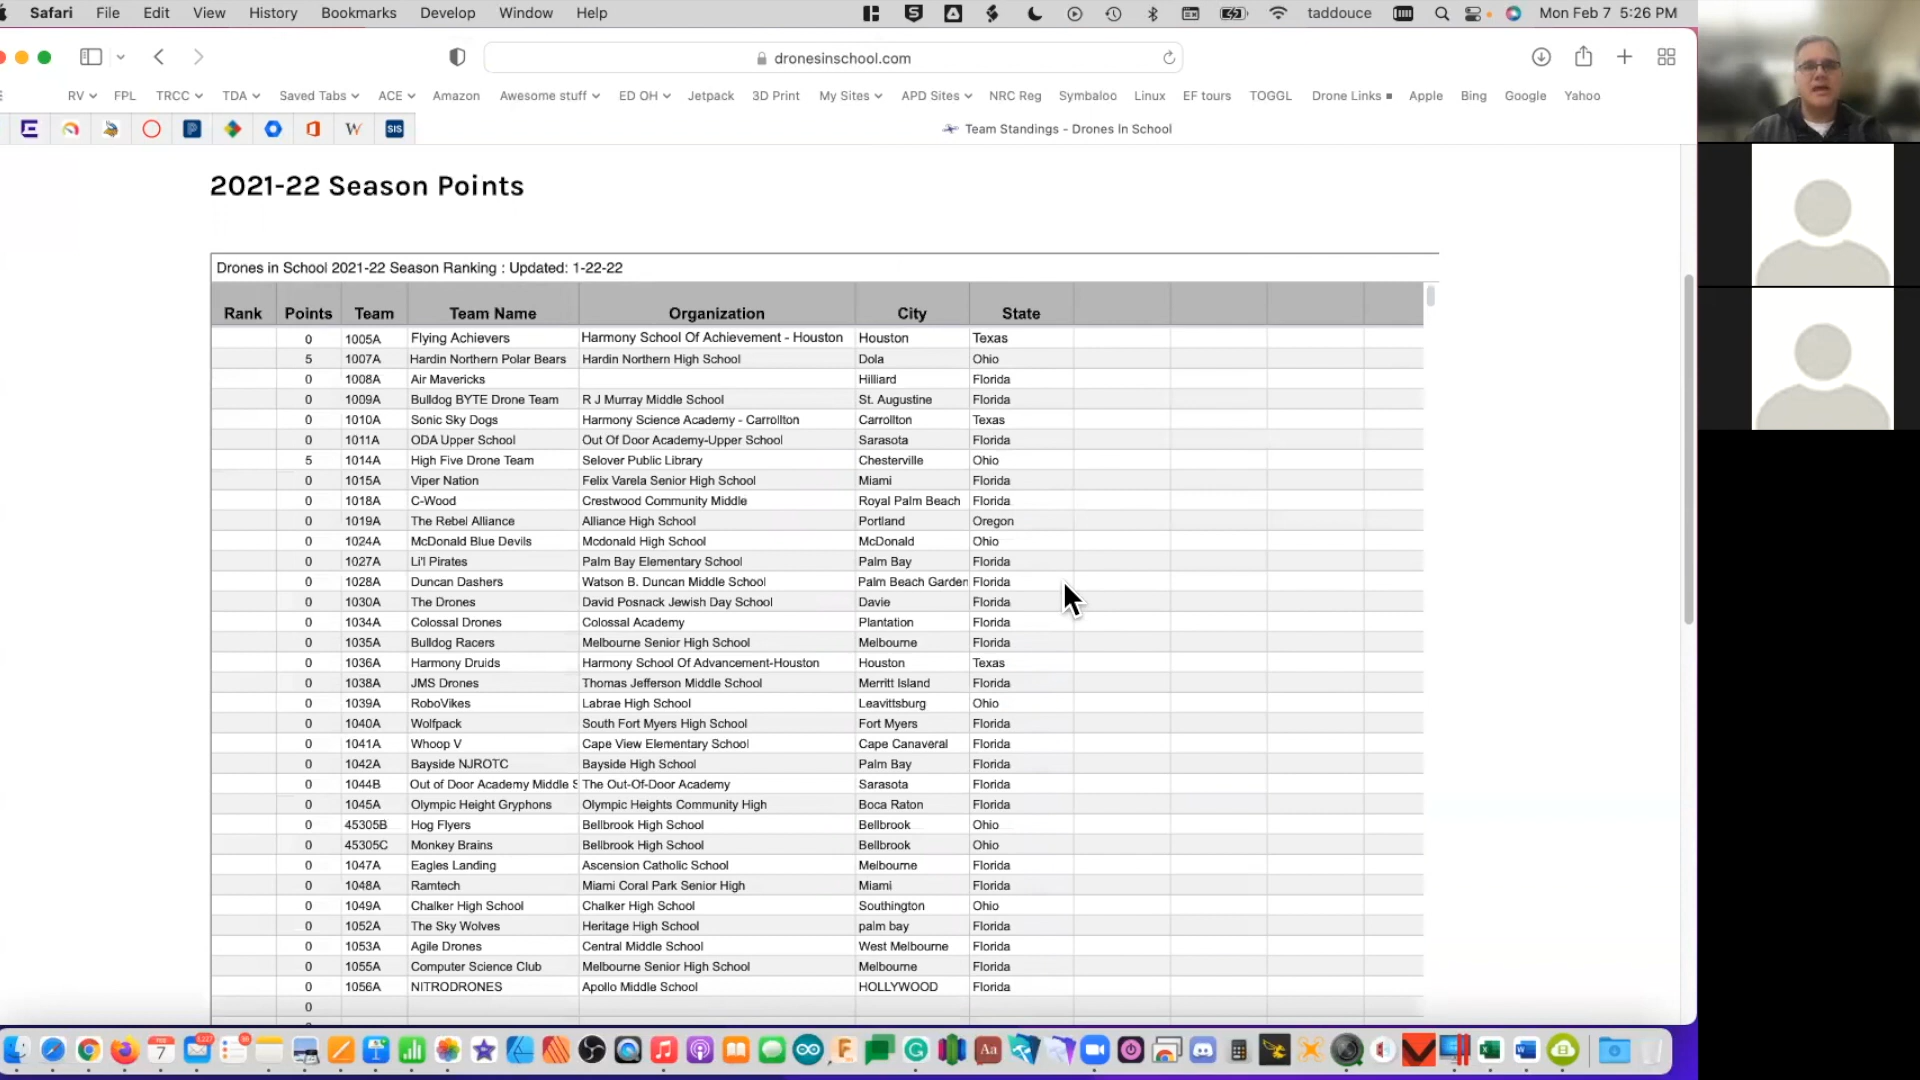 Safari File Edit View History Bookmarks Develop Window Help taddouce Mon Feb 7 5:26 PM
dronesinschool.com
RV FPL TRCC TDA Saved Tabs ACE Amazon Awesome stuff ED OH Jetpack 3D Print My Sites APD Sites NRC Reg Symbaloo Linux EF tours TOGGL Drone Links Apple Bing Google Yahoo
W SIS Team Standings - Drones In School
2021-22 Season Points
Drones in School 2021-22 Season Ranking : Updated: 1-22-22
Rank Points Team Team Name Organization City State
0 1005A Flying Achievers Harmony School Of Achievement - Houston Houston Texas
5 1007A Hardin Northern Polar Bears Hardin Northern High School Dola Ohio
0 1008A Air Mavericks Hilliard Florida
0 1009A Bulldog BYTE Drone Team R J Murray Middle School St. Augustine Florida
0 1010A Sonic Sky Dogs Harmony Science Academy - Carrollton Carrollton Texas
0 1011A ODA Upper School Out Of Door Academy-Upper School Sarasota Florida
5 1014A High Five Drone Team Selover Public Library Chesterville Ohio
0 1015A Viper Nation Felix Varela Senior High School Miami Florida
0 1018A C-Wood Crestwood Community Middle Royal Palm Beach Florida
0 1019A The Rebel Alliance Alliance High School Portland Oregon
0 1024A McDonald Blue Devils Mcdonald High School McDonald Ohio
0 1027A Li'l Pirates Palm Bay Elementary School Palm Bay Florida
0 1028A Duncan Dashers Watson B. Duncan Middle School Palm Beach Garden Florida
0 1030A The Drones David Posnack Jewish Day School Davie Florida
0 1034A Colossal Drones Colossal Academy Plantation Florida
0 1035A Bulldog Racers Melbourne Senior High School Melbourne Florida
0 1036A Harmony Druids Harmony School Of Advancement-Houston Houston Texas
0 1038A JMS Drones Thomas Jefferson Middle School Merritt Island Florida
0 1039A RoboVikes Labrae High School Leavittsburg Ohio
0 1040A Wolfpack South Fort Myers High School Fort Myers Florida
0 1041A Whoop V Cape View Elementary School Cape Canaveral Florida
0 1042A Bayside NJROTC Bayside High School Palm Bay Florida
0 1044B Out of Door Academy Middle S The Out-Of-Door Academy Sarasota Florida
0 1045A Olympic Height Gryphons Olympic Heights Community High Boca Raton Florida
0 45305B Hog Flyers Bellbrook High School Bellbrook Ohio
0 45305C Monkey Brains Bellbrook High School Bellbrook Ohio
0 1047A Eagles Landing Ascension Catholic School Melbourne Florida
0 1048A Ramtech Miami Coral Park Senior High Miami Florida
0 1049A Chalker High School Chalker High School Southington Ohio
0 1052A The Sky Wolves Heritage High School palm bay Florida
0 1053A Agile Drones Central Middle School West Melbourne Florida
0 1055A Computer Science Club Melbourne Senior High School Melbourne Florida
0 1056A NITRODRONES Apollo Middle School HOLLYWOOD Florida
0
7 Aa